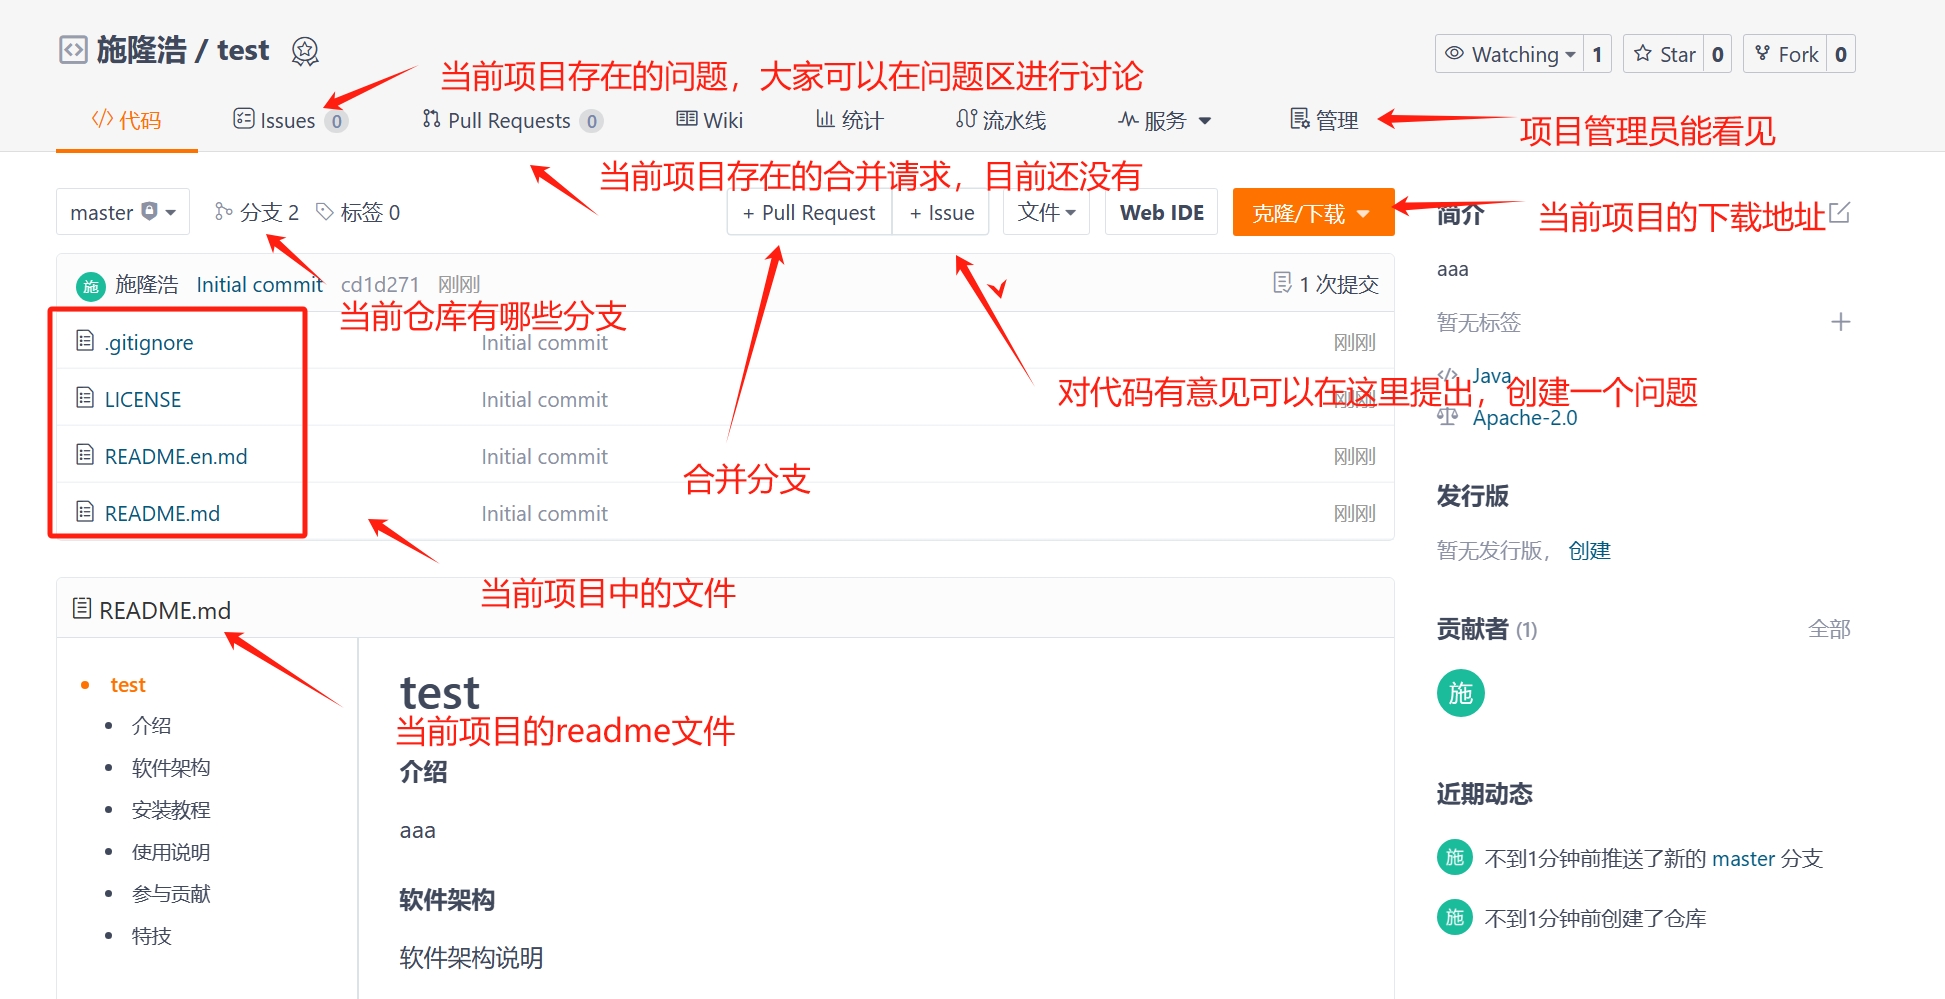 施隆浩 / test
Watching 1
Star 0
Fork 0
当前项目存在的问题，大家可以在问题区进行讨论
代码
Issues 0
Pull Requests 0
Wiki
统计
流水线
服务
管理
项目管理员能看见
当前项目存在的合并请求，目前还没有
master
分支 2
标签 0
+ Pull Request
+ Issue
文件
Web IDE
克隆/下载
简介
当前项目的下载地址
施 施隆浩 Initial commit cd1d271 刚刚
1 次提交
aaa
当前仓库有哪些分支
暂无标签
.gitignore Initial commit 刚刚
Java
对代码有意见可以在这里提出，创建一个问题
LICENSE Initial commit 刚刚
Apache-2.0
README.en.md Initial commit 刚刚
合并分支
发行版
README.md Initial commit 刚刚
暂无发行版， 创建
当前项目中的文件
README.md
贡献者 (1) 全部
施
test
介绍
软件架构
安装教程
使用说明
参与贡献
特技
test
当前项目的readme文件
介绍
aaa
软件架构
软件架构说明
近期动态
施 不到1分钟前推送了新的 master 分支
施 不到1分钟前创建了仓库